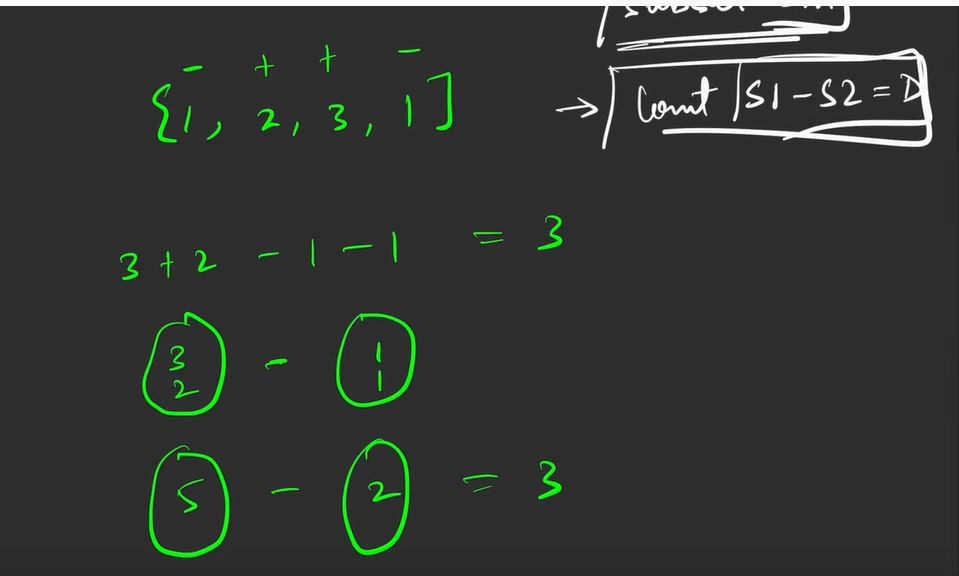 - + + -
{1, 2, 3, 1]
Count |S1-S2=D
3+2-1-1 = 3
3 - 1
2 1
5 - 2 = 3